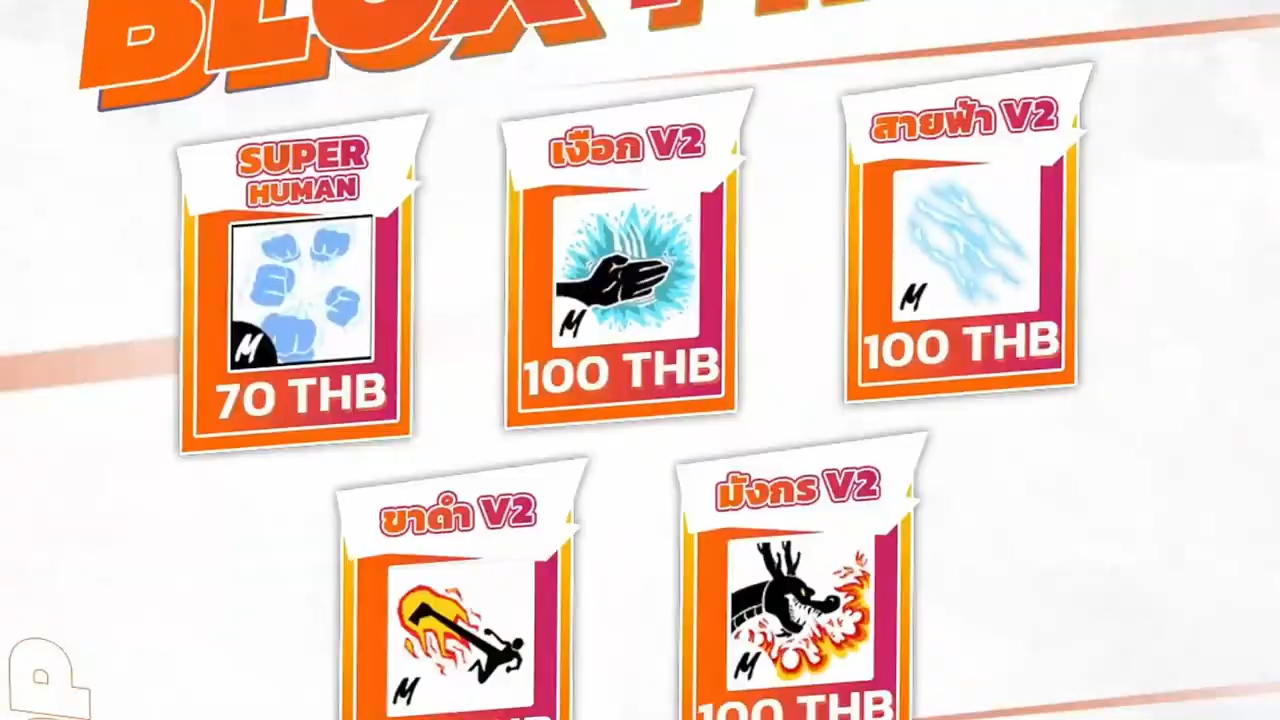 BLOX
SUPER
HUMAN
M
70 THB
เงือก V2
M
100 THB
สายฟ้า V2
M
100 THB
ขาดำ V2
M
มังกร V2
M
100 THB